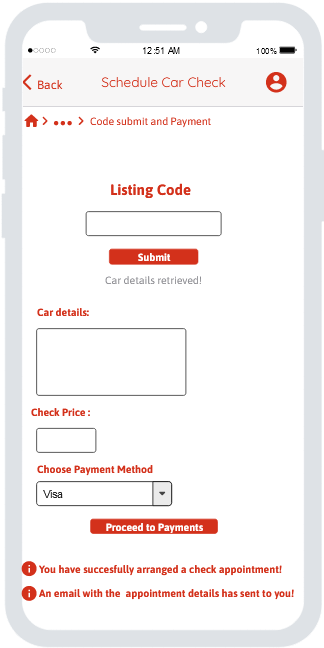 12:51 AM
100%
Back
Schedule Car Check
Code submit and Payment
Listing Code
Submit
Car details retrieved!
Car details:
Check Price :
Choose Payment Method
Visa
Proceed to Payments
You have succesfully arranged a check appointment!
An email with the appointment details has sent to you!